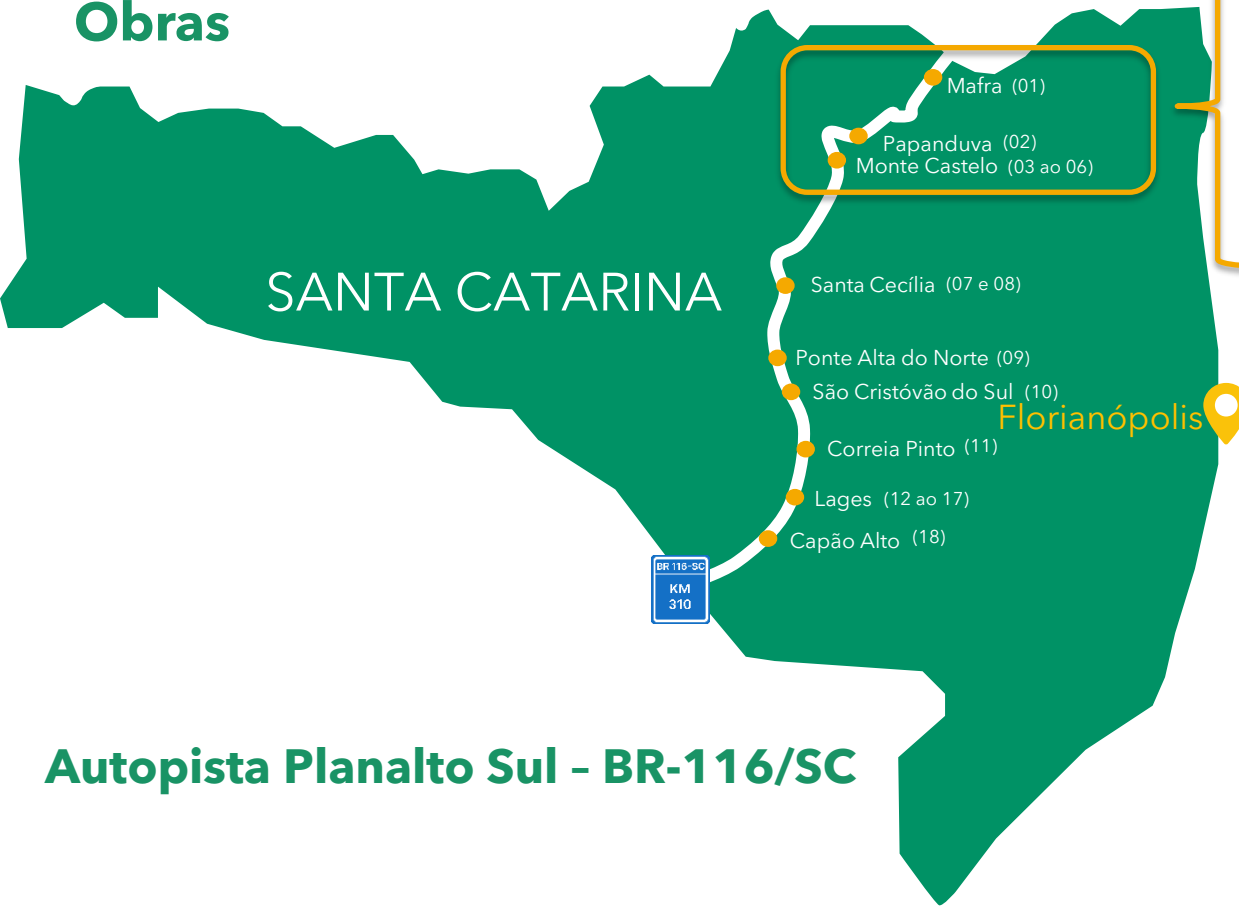 Obras
Mafra (01)
Papanduva (02)
Monte Castelo (03 ao 06)
SANTA CATARINA
Santa Cecília (07 e 08)
Ponte Alta do Norte (09)
São Cristóvão do Sul (10)
Florianópolis
Correia Pinto (11)
Lages (12 ao 17)
Capão Alto (18)
BR 116-SC
KM
310
Autopista Planalto Sul – BR-116/SC